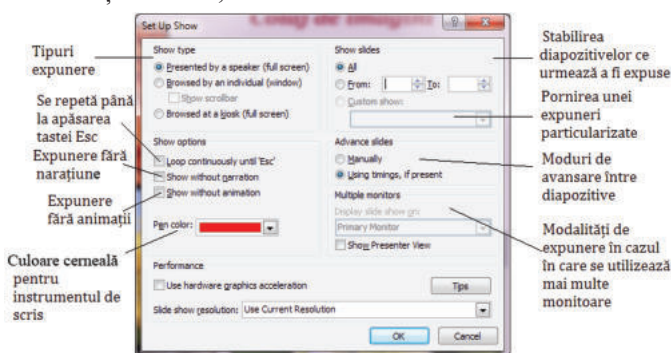 Set Up Show
Tipuri
expunere
Se repetă până
la apăsarea
tastei Esc
Expunere fără
narațiune
Expunere
fără animații
Culoare cerneală
pentru
instrumentul de
scris
Show type
Presented by a speaker (full screen)
Browsed by an individual (window)
Show scrollbar
Browsed at a kiosk (full screen)
Show options
Loop continuously until 'Esc'
Show without narration
Show without animation
Pen color:
Show slides
All
From: To:
Custom show:
Advance slides
Manually
Using timings, if present
Multiple monitors
Display slide show on:
Primary Monitor
Show Presenter View
Performance
Use hardware graphics acceleration
Tips
Slide show resolution: Use Current Resolution
OK Cancel
Stabilirea
diapozitivelor ce
urmează a fi expuse
Pornirea unei
expuneri
particularizate
Moduri de
avansare între
diapozitive
Modalități de
expunere în cazul
în care se utilizează
mai multe
monitoare